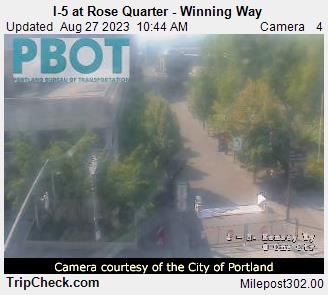 I-5 at Rose Quarter - Winning Way
Updated Aug 27 2023 10:44 AM Camera 4
PBOT
PORTLAND BUREAU OF TRANSPORTATION
Camera courtesy of the City of Portland
TripCheck.com Milepost302.00